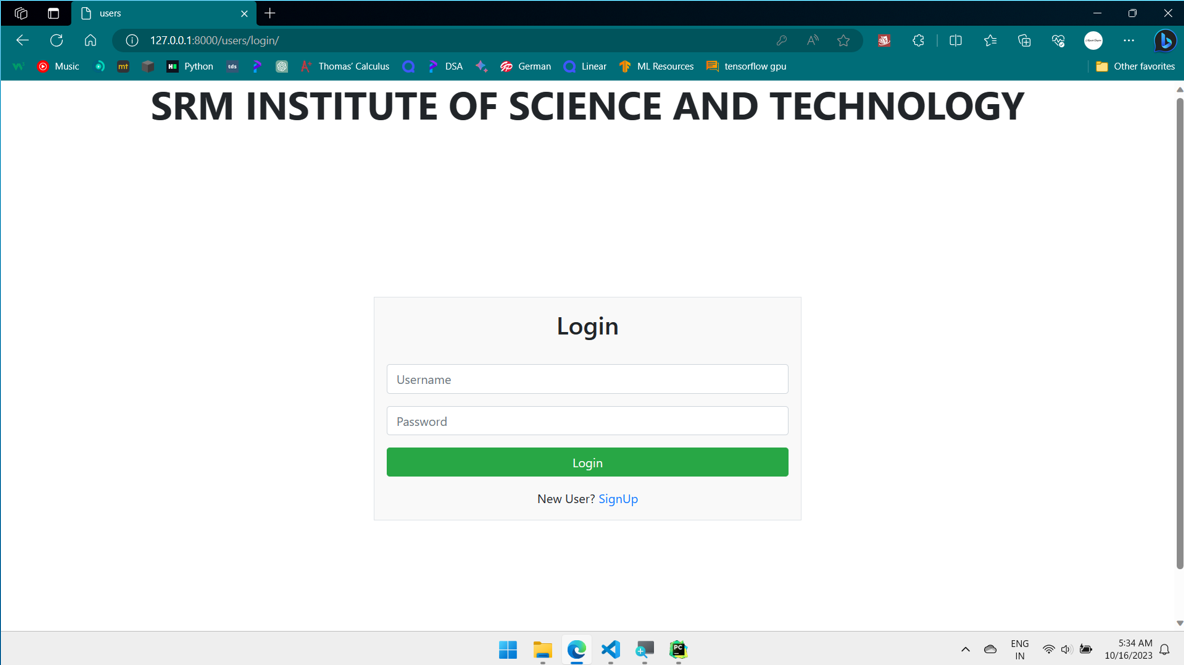 users
127.0.0.1:8000/users/login/
Music
mt
Python
Thomas' Calculus
DSA
German
Linear
ML Resources
tensorflow gpu
Other favorites
SRM INSTITUTE OF SCIENCE AND TECHNOLOGY
Login
Username
Password
Login
New User? SignUp
PC
ENG
IN
5:34 AM
10/16/2023